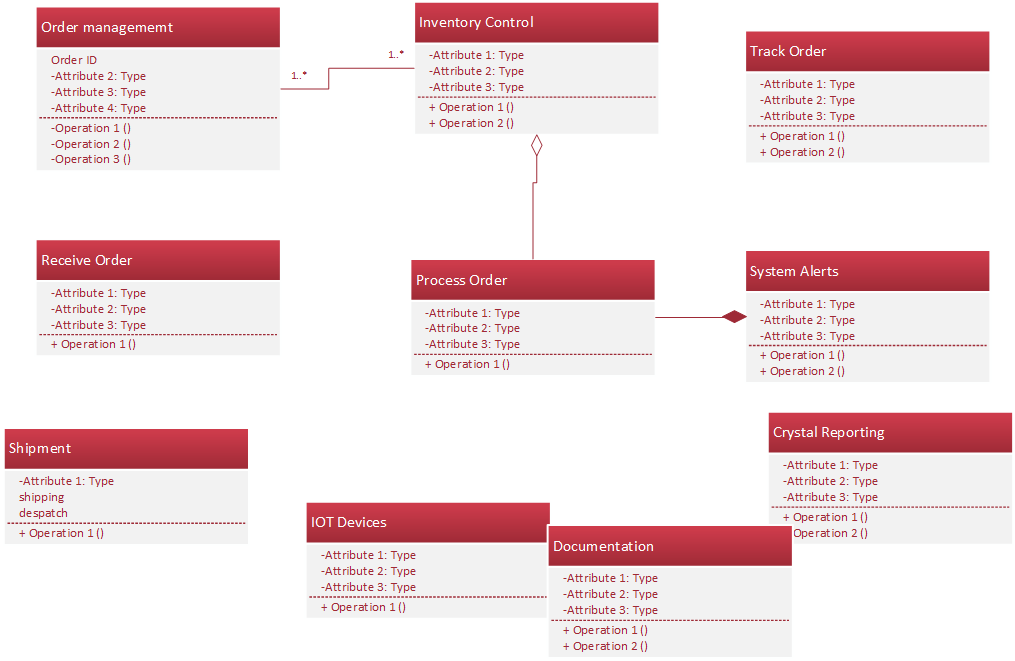 Order managememt
Order ID
-Attribute 2: Type
-Attribute 3: Type
-Attribute 4: Type
-Operation 1 ()
-Operation 2 ()
-Operation 3 ()
1..*
1..*
Inventory Control
-Attribute 1: Type
-Attribute 2: Type
-Attribute 3: Type
+ Operation 1 ()
+ Operation 2 ()
Track Order
-Attribute 1: Type
-Attribute 2: Type
-Attribute 3: Type
+ Operation 1 ()
+ Operation 2 ()
Receive Order
-Attribute 1: Type
-Attribute 2: Type
-Attribute 3: Type
+ Operation 1 ()
Process Order
-Attribute 1: Type
-Attribute 2: Type
-Attribute 3: Type
+ Operation 1 ()
System Alerts
-Attribute 1: Type
-Attribute 2: Type
-Attribute 3: Type
+ Operation 1 ()
+ Operation 2 ()
Shipment
-Attribute 1: Type
shipping
despatch
+ Operation 1 ()
IOT Devices
-Attribute 1: Type
-Attribute 2: Type
-Attribute 3: Type
+ Operation 1 ()
Documentation
-Attribute 1: Type
-Attribute 2: Type
-Attribute 3: Type
+ Operation 1 ()
+ Operation 2 ()
Crystal Reporting
-Attribute 1: Type
-Attribute 2: Type
-Attribute 3: Type
+ Operation 1 ()
Operation 2 ()